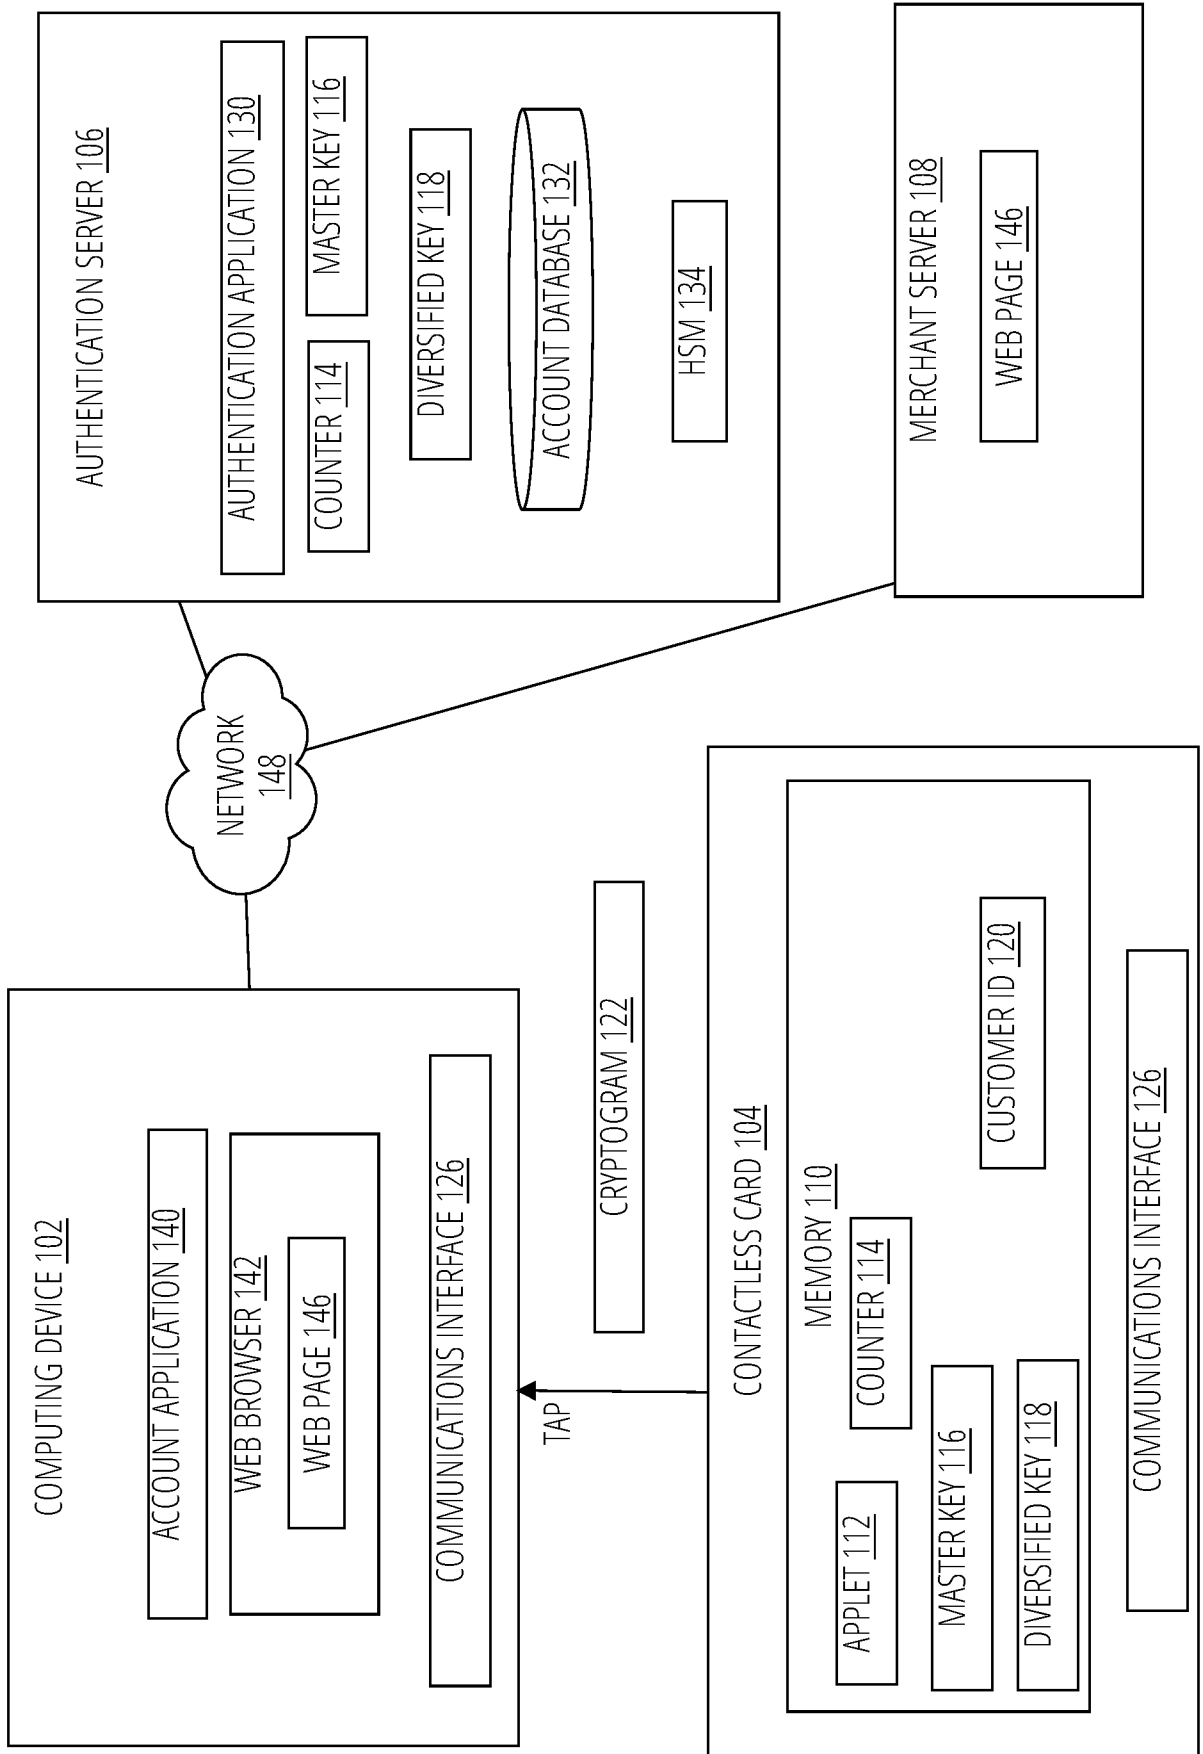 COMPUTING DEVICE 102
ACCOUNT APPLICATION 140
WEB BROWSER 142
WEB PAGE 146
COMMUNICATIONS INTERFACE 126
NETWORK
148
AUTHENTICATION SERVER 106
AUTHENTICATION APPLICATION 130
COUNTER 114
MASTER KEY 116
DIVERSIFIED KEY 118
ACCOUNT DATABASE 132
HSM 134
TAP
CRYPTOGRAM 122
CONTACTLESS CARD 104
MEMORY 110
APPLET 112
COUNTER 114
MASTER KEY 116
CUSTOMER ID 120
DIVERSIFIED KEY 118
COMMUNICATIONS INTERFACE 126
MERCHANT SERVER 108
WEB PAGE 146